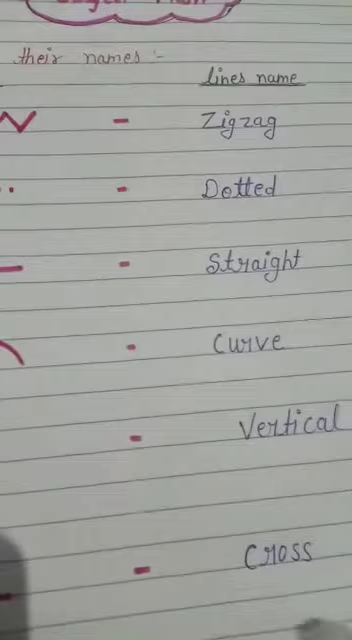 their names :-
lines name
- Zigzag
- Dotted
- Straight
- Curve
- Vertical
- Cross